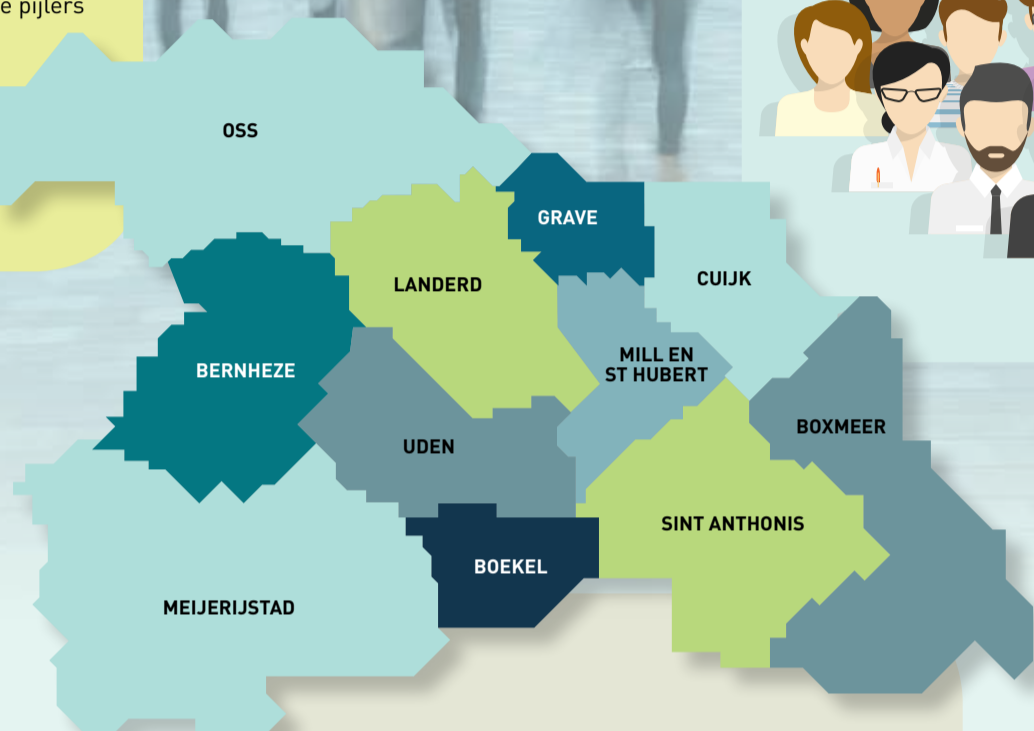 e pijlers
OSS
GRAVE
LANDERD
CUIJK
MILL EN
ST HUBERT
BERNHEZE
BOXMEER
UDEN
SINT ANTHONIS
BOEKEL
MEIJERIJSTAD